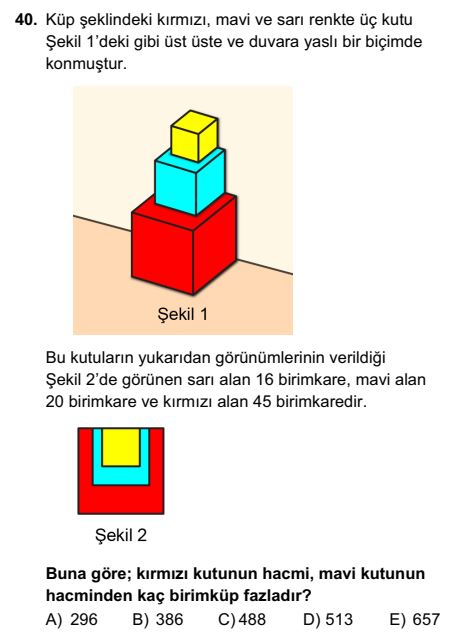 40. Küp şeklindeki kırmızı, mavi ve sarı renkte üç kutu
Şekil 1’deki gibi üst üste ve duvara yaslı bir biçimde
konmuştur.
Şekil 1
Bu kutuların yukarıdan görünümlerinin verildiği
Şekil 2’de görünen sarı alan 16 birimkare, mavi alan
20 birimkare ve kırmızı alan 45 birimkaredir.
Şekil 2
Buna göre; kırmızı kutunun hacmi, mavi kutunun
hacminden kaç birimküp fazladır?
A) 296 B) 386 C) 488 D) 513 E) 657